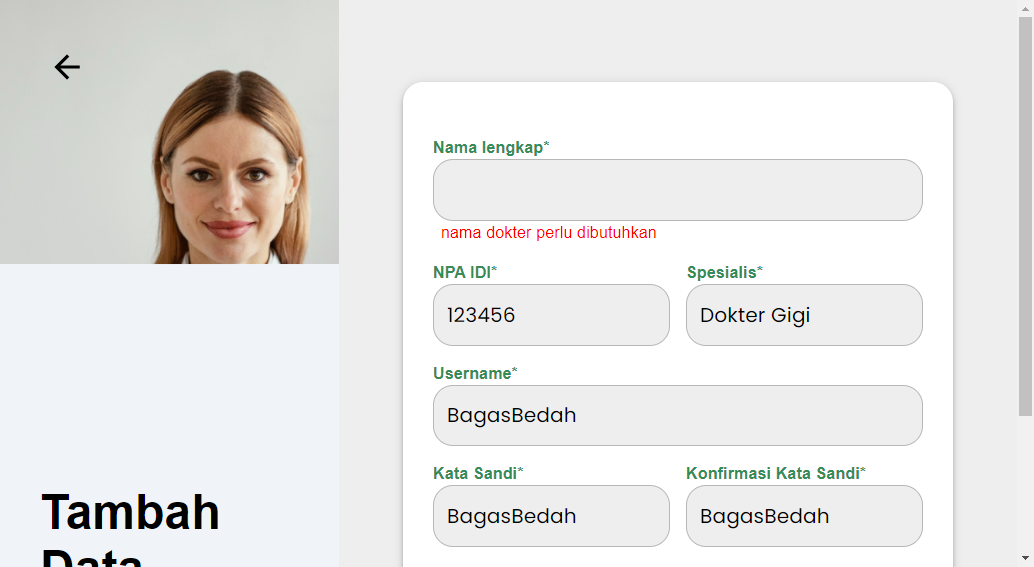 Nama lengkap*
nama dokter perlu dibutuhkan
NPA IDI* Spesialis*
123456 Dokter Gigi
Username*
BagasBedah
Kata Sandi* Konfirmasi Kata Sandi*
BagasBedah BagasBedah
Tambah
Data